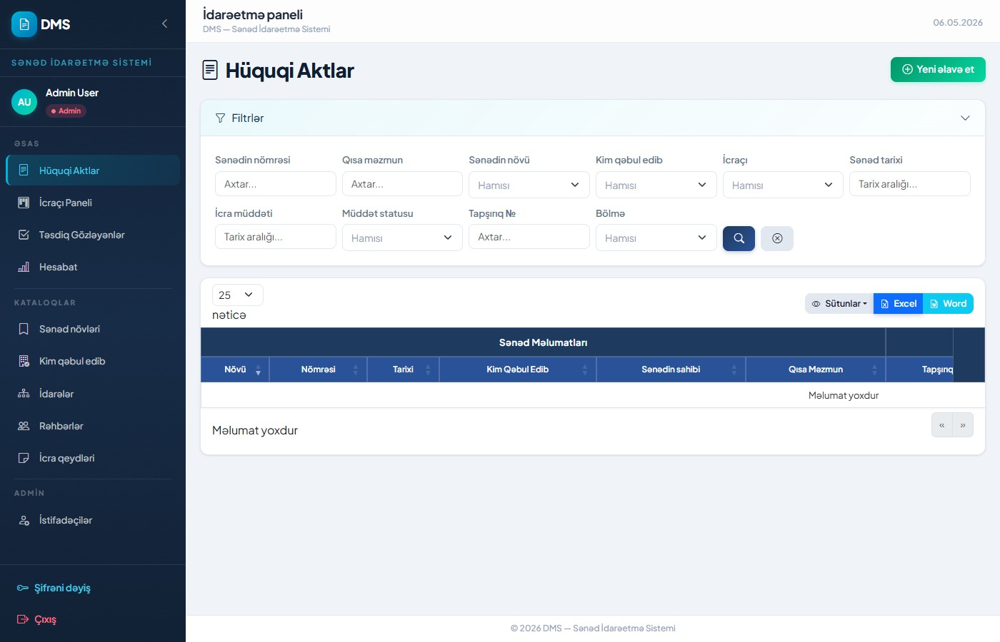 DMS
SƏNƏD İDARƏETMƏ SİSTEMİ
AU
Admin User
Admin
ƏSAS
Hüquqi Aktlar
İcraçı Paneli
Təsdiq Gözləyənlər
Hesabat
KATALOQLAR
Sənəd növləri
Kim qəbul edib
İdarələr
Rəhbərlər
İcra qeydləri
ADMİN
İstifadəçilər
Şifrəni dəyiş
Çıxış
İdarəetmə paneli
DMS — Sənəd İdarəetmə Sistemi
06.05.2026
Hüquqi Aktlar
Yeni əlavə et
Filtrlər
Sənədin nömrəsi Qısa məzmun Sənədin növü Kim qəbul edib İcraçı Sənəd tarixi
Axtar... Axtar... Hamısı Hamısı Hamısı Tarix aralığı...
İcra müddəti Müddət statusu Tapşırıq № Bölmə
Tarix aralığı... Hamısı Axtar... Hamısı
25
nəticə
Sütunlar Excel Word
Sənəd Məlumatları
Növü Nömrəsi Tarixi Kim Qəbul Edib Sənədin sahibi Qısa Məzmun Tapşırıq
Məlumat yoxdur
Məlumat yoxdur
« »
© 2026 DMS — Sənəd İdarəetmə Sistemi